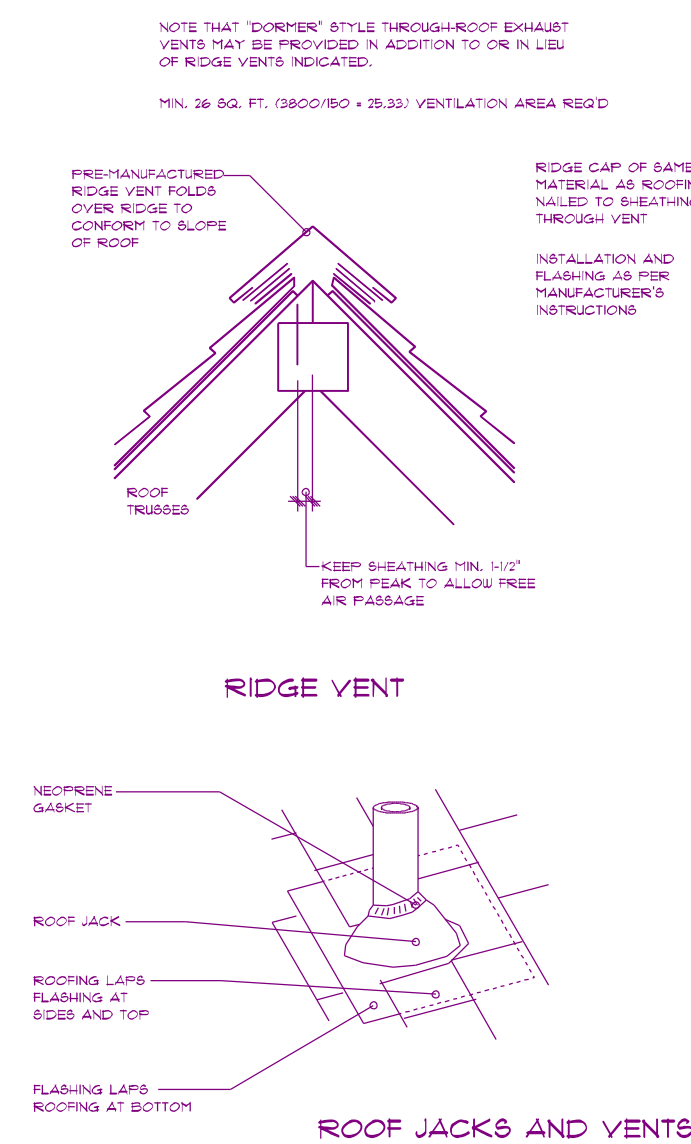 NOTE THAT "DORMER" STYLE THROUGH-ROOF EXHAUST
VENTS MAY BE PROVIDED IN ADDITION TO OR IN LIEU
OF RIDGE VENTS INDICATED.
MIN. 26 SQ. FT. (3800/150 = 25.33) VENTILATION AREA REQ'D
PRE-MANUFACTURED
RIDGE VENT FOLDS
OVER RIDGE TO
CONFORM TO SLOPE
OF ROOF
RIDGE CAP OF SAME
MATERIAL AS ROOFIN
NAILED TO SHEATHING
THROUGH VENT
INSTALLATION AND
FLASHING AS PER
MANUFACTURER'S
INSTRUCTIONS
ROOF
TRUSSES
KEEP SHEATHING MIN. 1-1/2"
FROM PEAK TO ALLOW FREE
AIR PASSAGE
RIDGE VENT
NEOPRENE
GASKET
ROOF JACK
ROOFING LAPS
FLASHING AT
SIDES AND TOP
FLASHING LAPS
ROOFING AT BOTTOM
ROOF JACKS AND VENTS